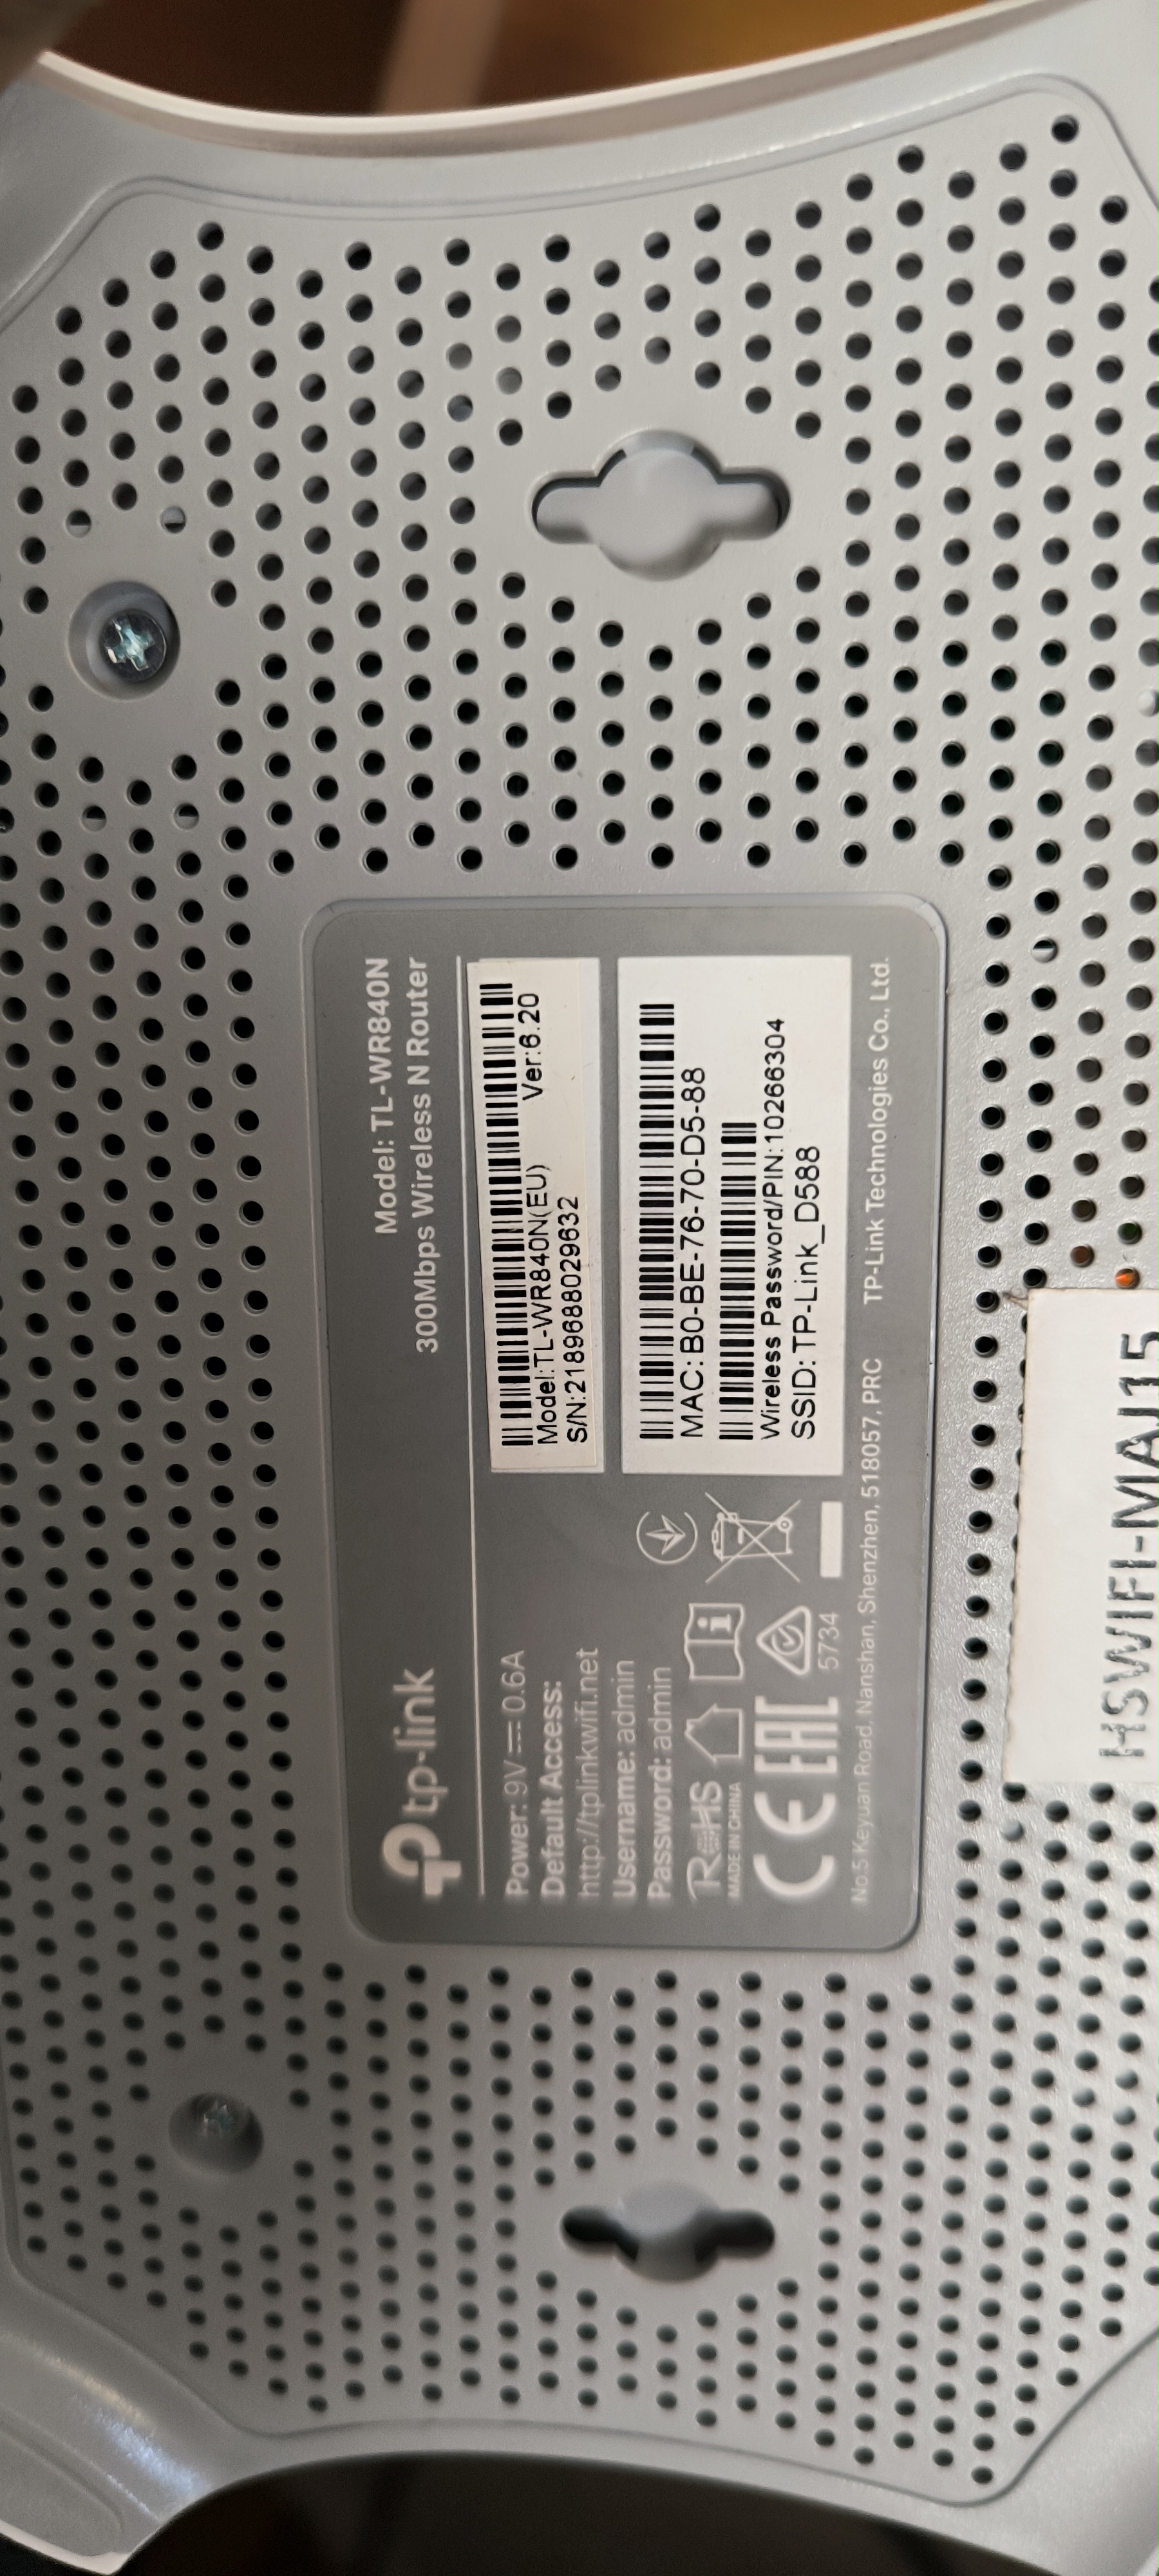 tp-link
Model: TL-WR840N
300Mbps Wireless N Router
Power: 9V⎓0.6A
Default Access:
http://tplinkwifi.net
Username: admin
Password: admin
RoHS
MADE IN CHINA
CE EAC
5734
Model:TL-WR840N(EU) Ver:6.20
S/N:2189688029632
MAC:B0-BE-76-70-D5-88
Wireless Password/PIN:10266304
SSID: TP-Link_D588
No.5 Keyuan Road, Nanshan, Shenzhen, 518057, PRC TP-Link Technologies Co., Ltd.
HSWIFI-MAJ15